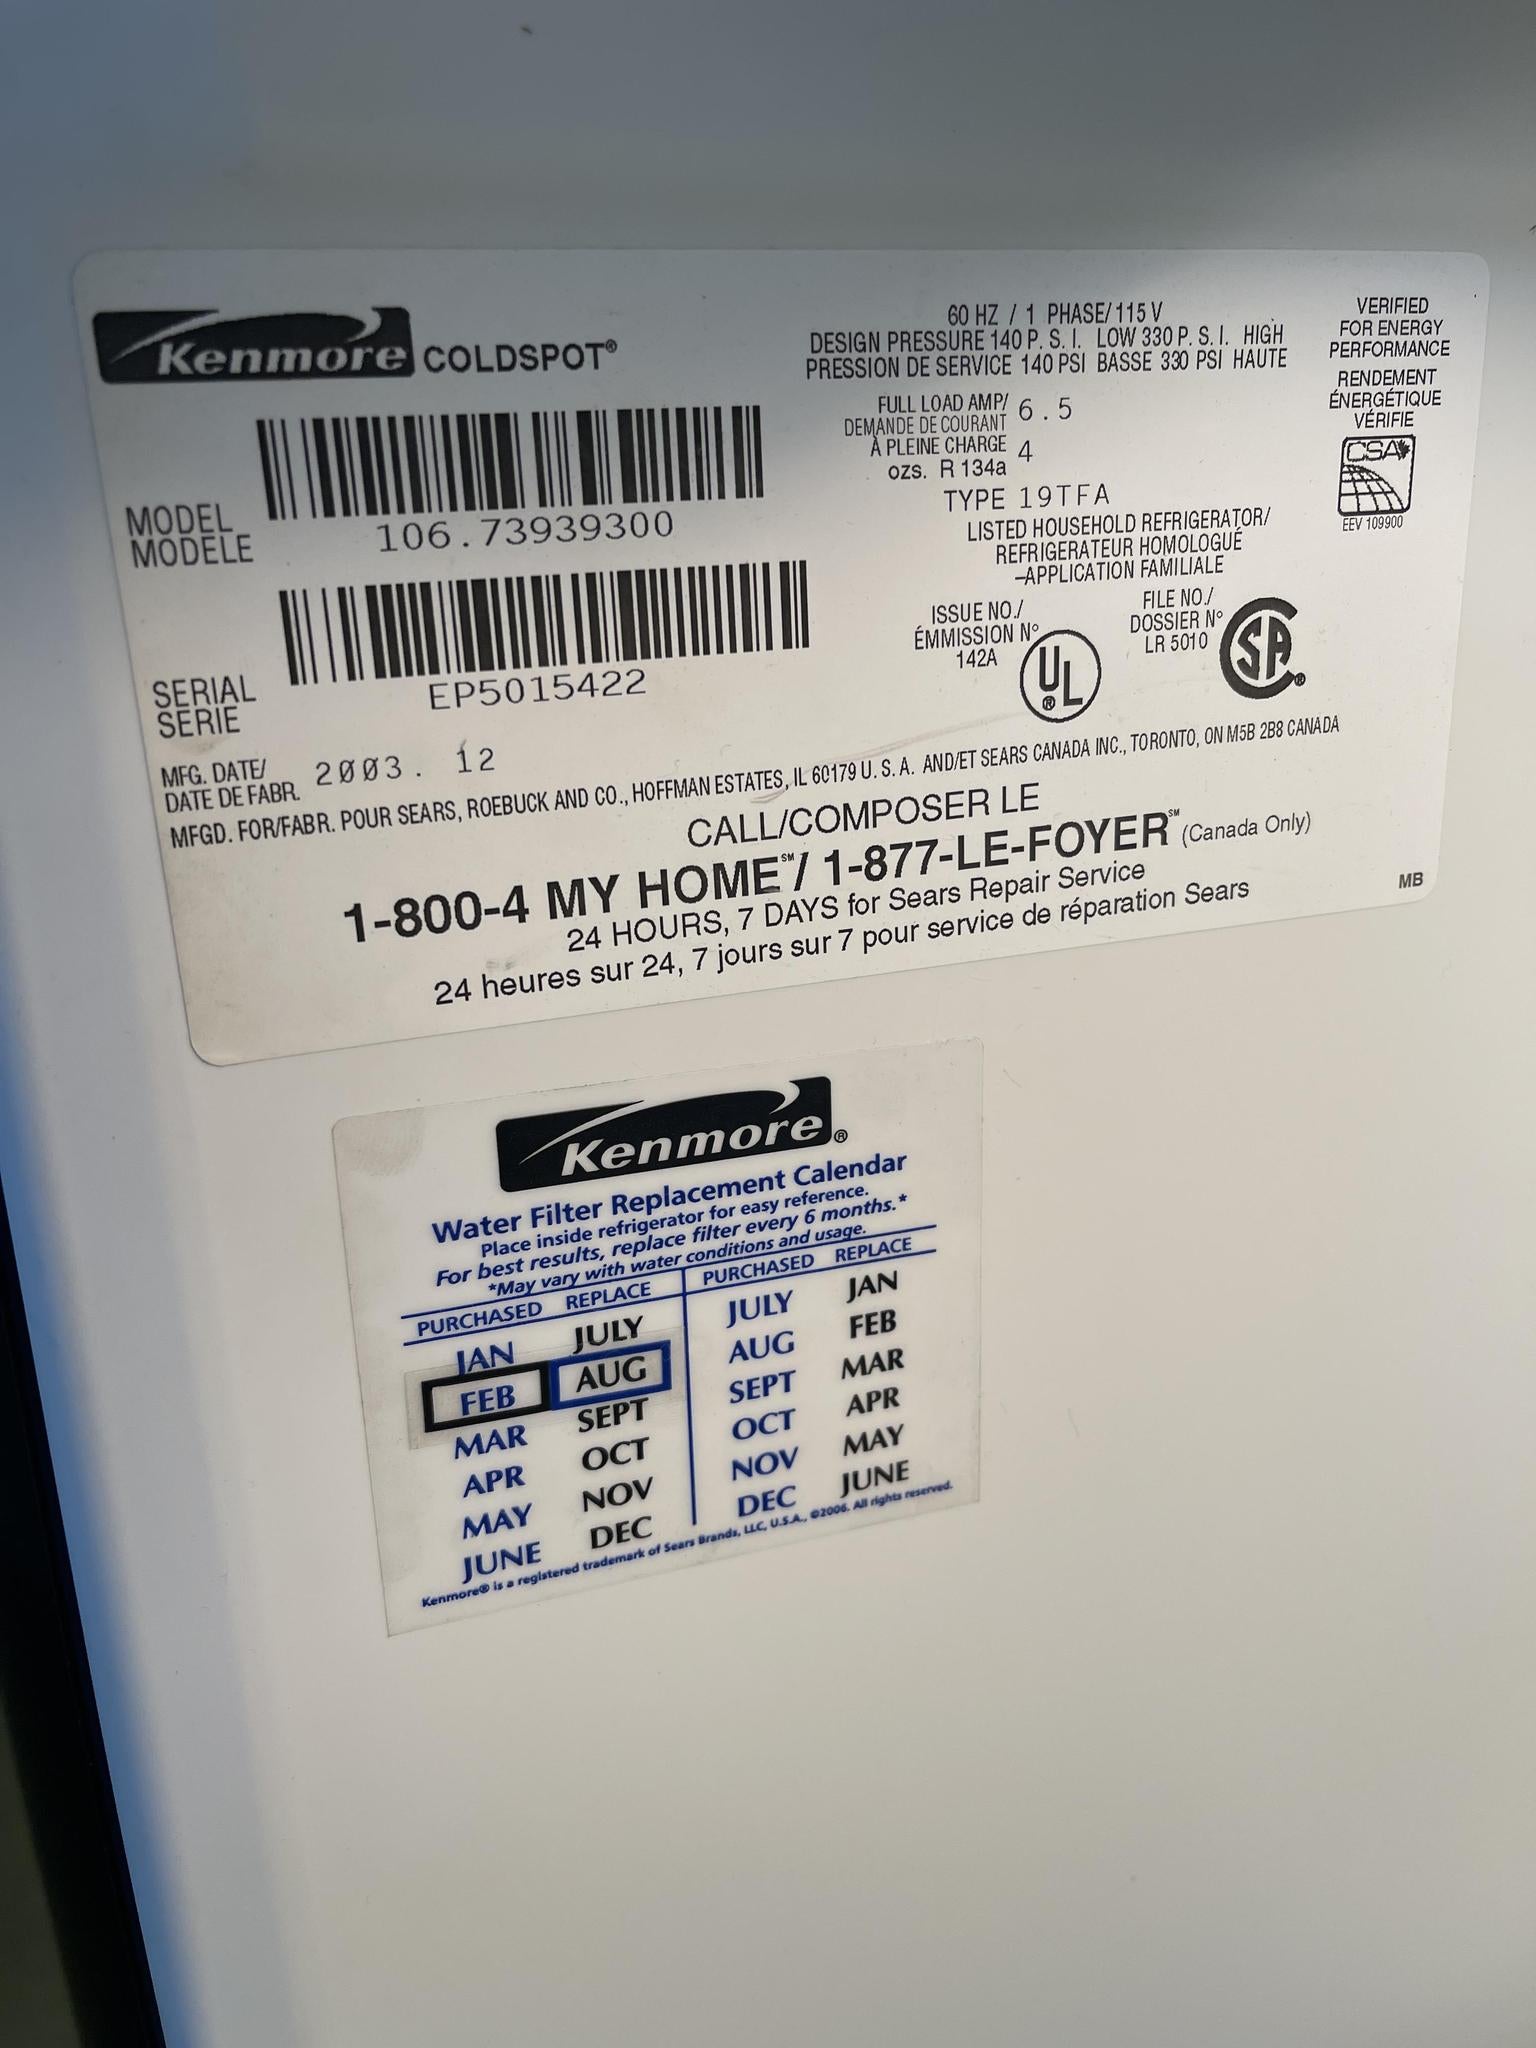 Kenmore COLDSPOT®
MODEL
MODÈLE
106.73939300
SERIAL
SERIE
EP5015422
MFG. DATE/
DATE DE FABR.
2003. 12
60 HZ / 1 PHASE/115 V
DESIGN PRESSURE 140 P. S. I. LOW 330 P. S. I. HIGH
PRESSION DE SERVICE 140 PSI BASSE 330 PSI HAUTE
FULL LOAD AMP/
DEMANDE DE COURANT
À PLEINE CHARGE
6.5
ozs. R 134a
4
TYPE 19TFA
LISTED HOUSEHOLD REFRIGERATOR/
REFRIGERATEUR HOMOLOGUÉ
–APPLICATION FAMILIALE
ISSUE NO./
ÉMMISSION Nº
142A
UL®
FILE NO./
DOSSIER Nº
LR 5010
SA®
VERIFIED
FOR ENERGY
PERFORMANCE
RENDEMENT
ÉNERGÉTIQUE
VÉRIFIE
CSA
EEV 109900
MFGD. FOR/FABR. POUR SEARS, ROEBUCK AND CO., HOFFMAN ESTATES, IL 60179 U. S. A. AND/ET SEARS CANADA INC., TORONTO, ON M5B 2B8 CANADA
CALL/COMPOSER LE
1-800-4 MY HOME℠/ 1-877-LE-FOYER℠ (Canada Only)
24 HOURS, 7 DAYS for Sears Repair Service
24 heures sur 24, 7 jours sur 7 pour service de réparation Sears
MB
Kenmore®
Water Filter Replacement Calendar
Place inside refrigerator for easy reference.
For best results, replace filter every 6 months.*
*May vary with water conditions and usage.
PURCHASED REPLACE PURCHASED REPLACE
JAN JULY JULY JAN
FEB AUG AUG FEB
MAR SEPT SEPT MAR
APR OCT OCT APR
MAY NOV NOV MAY
JUNE DEC DEC JUNE
Kenmore® is a registered trademark of Sears Brands, LLC, U.S.A., ©2006. All rights reserved.